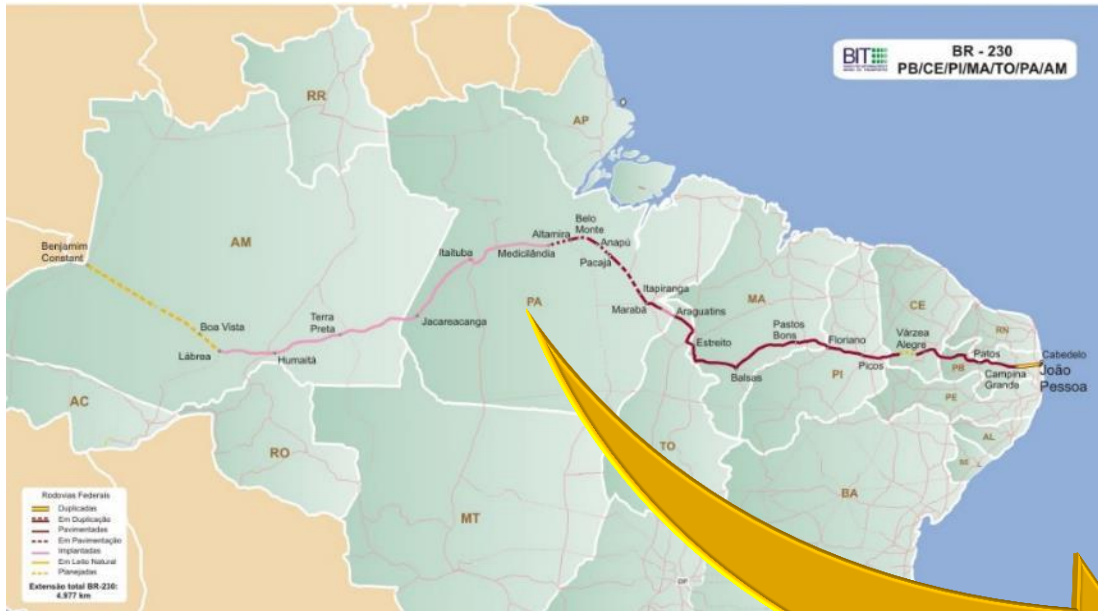 BIT
BR - 230
PB/CE/PI/MA/TO/PA/AM
RR
AP
Benjamim
Constant
AM
Itaituba
Altamira
Belo
Monte
Medicilândia
Anapú
Pacajá
PA
Itapiranga
Marabá
Araguatins
MA
CE
RN
Boa Vista
Terra
Preta
Jacareacanga
Lábrea
Humaitá
Estreito
Pastos
Bons
Floriano
Várzea
Alegre
Patos
Cabedelo
João
Pessoa
Balsas
PI
Picos
PB
Campina
Grande
PE
AC
RO
TO
AL
BA
MT
DF
Rodovias Federais
Duplicadas
Em Duplicação
Pavimentadas
Em Pavimentação
Implantadas
Em Leito Natural
Planejadas
Extensão total BR-230:
4.977 km